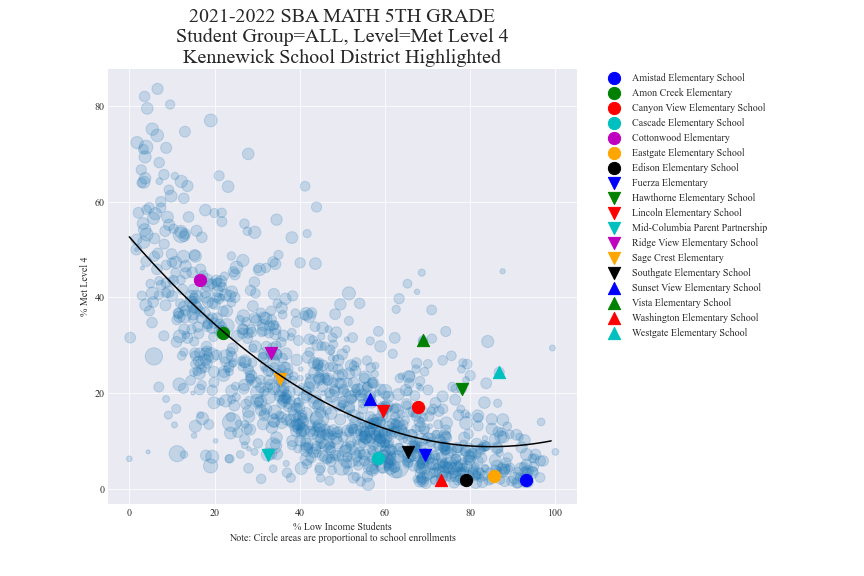 2021-2022 SBA MATH 5TH GRADE
Student Group=ALL, Level=Met Level 4
Kennewick School District Highlighted
% Met Level 4
80
60
40
20
0
0
20
40
60
80
100
% Low Income Students
Note: Circle areas are proportional to school enrollments
Amistad Elementary School
Amon Creek Elementary
Canyon View Elementary School
Cascade Elementary School
Cottonwood Elementary
Eastgate Elementary School
Edison Elementary School
Fuerza Elementary
Hawthorne Elementary School
Lincoln Elementary School
Mid-Columbia Parent Partnership
Ridge View Elementary School
Sage Crest Elementary
Southgate Elementary School
Sunset View Elementary School
Vista Elementary School
Washington Elementary School
Westgate Elementary School